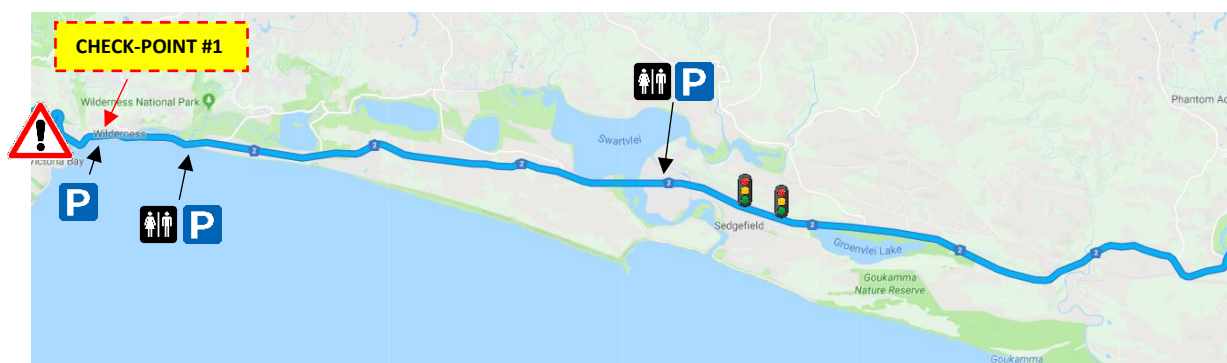 CHECK-POINT #1
Wilderness National Park
Wilderness
Victoria Bay
P
P
P
Swartvlei
Phantom Ac
2
2
2
2
2
2
2
Sedgefield
Groenvlei Lake
Goukamma
Nature Reserve
Goukamma